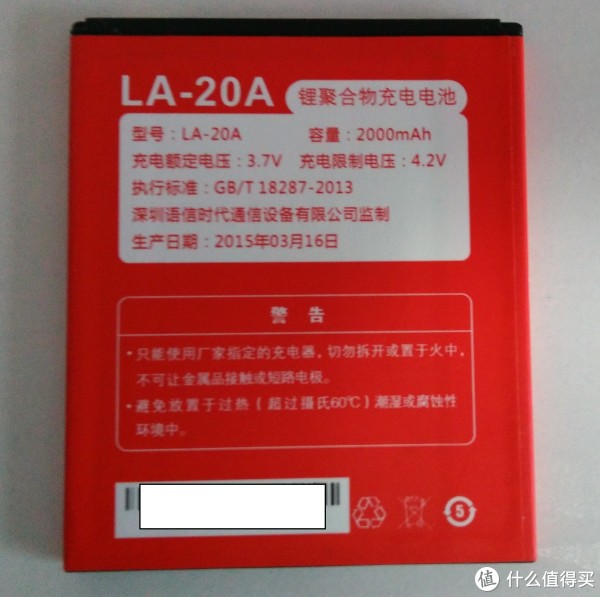 LA-20A 锂聚合物充电电池
型号：LA-20A 容量：2000mAh
充电额定电压：3.7V 充电限制电压：4.2V
执行标准：GB/T 18287-2013
深圳语信时代通信设备有限公司监制
生产日期：2015年03月16日
警告
·只能使用厂家指定的充电器，切勿拆开或置于火中，
不可让金属品接触或短路电极。
·避免放置于过热（超过摄氏60℃）潮湿或腐蚀性
环境中。
5
值 什么值得买